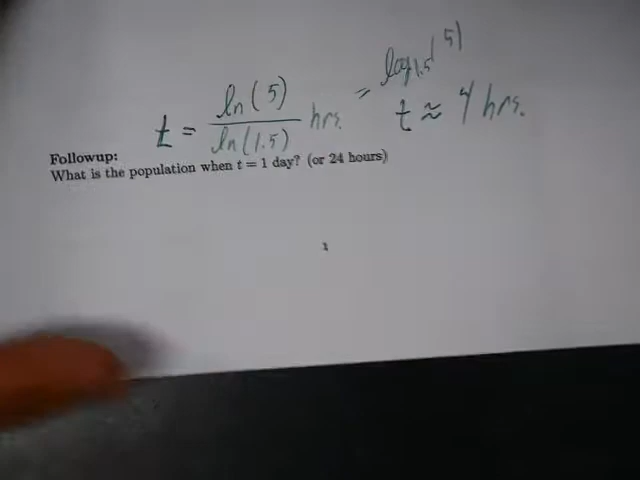 t = ln(5) / ln(1.5) hrs. = log1.5(5)
t ≈ 4 hrs.
Followup:
What is the population when t = 1 day? (or 24 hours)